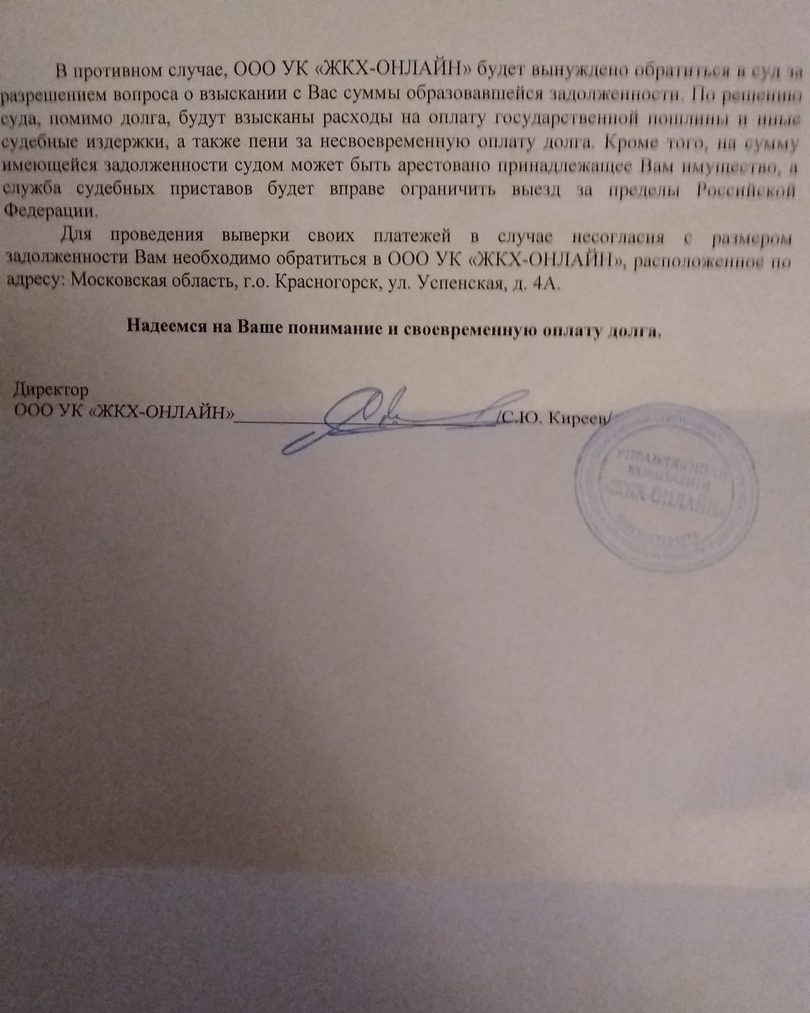 В противном случае, ООО УК «ЖКХ-ОНЛАЙН» будет вынуждено обратиться в суд за
разрешением вопроса о взыскании с Вас суммы образовавшейся задолженности. По решению
суда, помимо долга, будут взысканы расходы на оплату государственной пошлины и иные
судебные издержки, а также пени за несвоевременную оплату долга. Кроме того, на сумму
имеющейся задолженности судом может быть арестовано принадлежащее Вам имущество, а
служба судебных приставов будет вправе ограничить выезд за пределы Российской
Федерации.
Для проведения выверки своих платежей в случае несогласия с размером
задолженности Вам необходимо обратиться в ООО УК «ЖКХ-ОНЛАЙН», расположенное по
адресу: Московская область, г.о. Красногорск, ул. Успенская, д. 4А.
Надеемся на Ваше понимание и своевременную оплату долга.
Директор
ООО УК «ЖКХ-ОНЛАЙН» /С.Ю. Киреев/